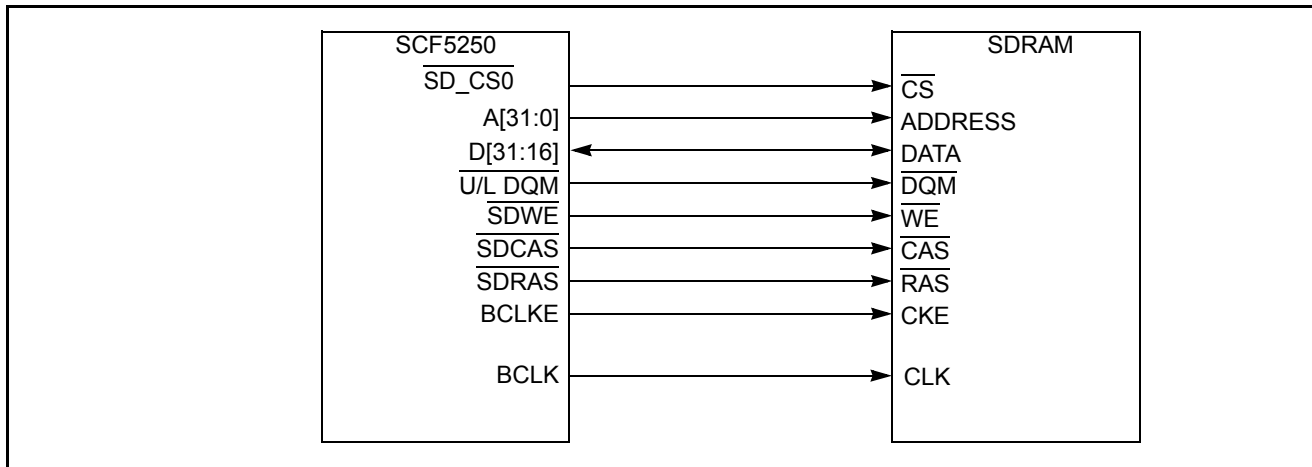 SCF5250
SD_CS0
A[31:0]
D[31:16]
U/L DQM
SDWE
SDCAS
SDRAS
BCLKE
BCLK
SDRAM
CS
ADDRESS
DATA
DQM
WE
CAS
RAS
CKE
CLK